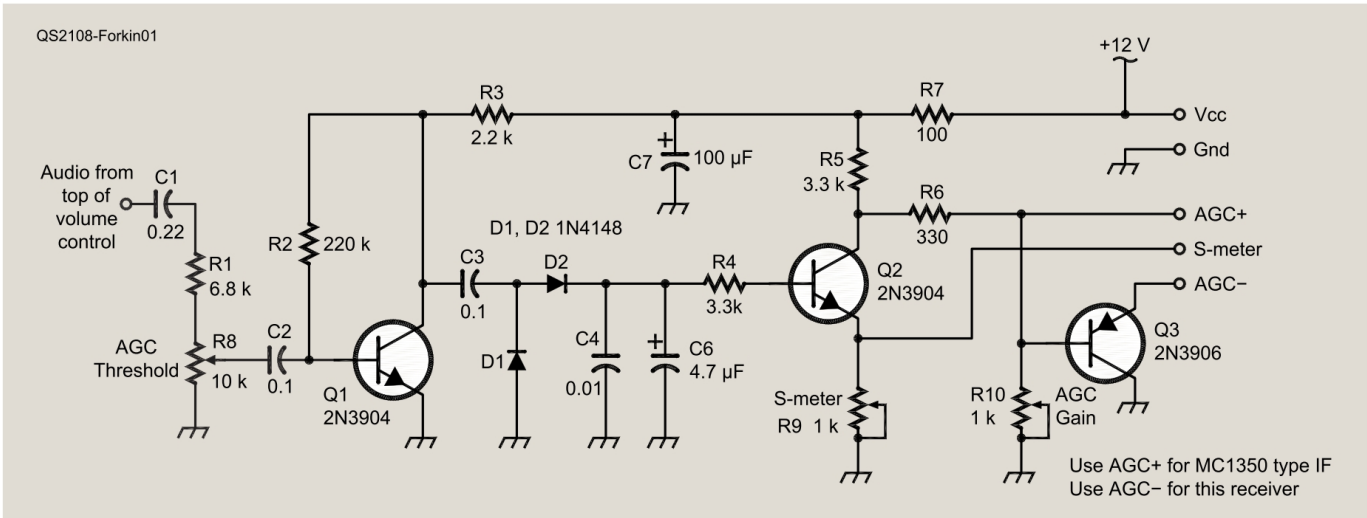 QS2108-Forkin01
+12 V
R3
2.2 k
R7
100
Vcc
C7
+
100 µF
R5
3.3 k
Gnd
Audio from
top of
volume
control
C1
0.22
R6
330
AGC+
R2
220 k
D1, D2 1N4148
S-meter
R1
6.8 k
C3
0.1
D2
R4
3.3k
Q2
2N3904
AGC−
AGC
Threshold
R8
10 k
C2
0.1
D1
C4
0.01
+
C6
4.7 µF
Q3
2N3906
Q1
2N3904
S-meter
R9 1 k
R10
1 k
AGC
Gain
Use AGC+ for MC1350 type IF
Use AGC− for this receiver